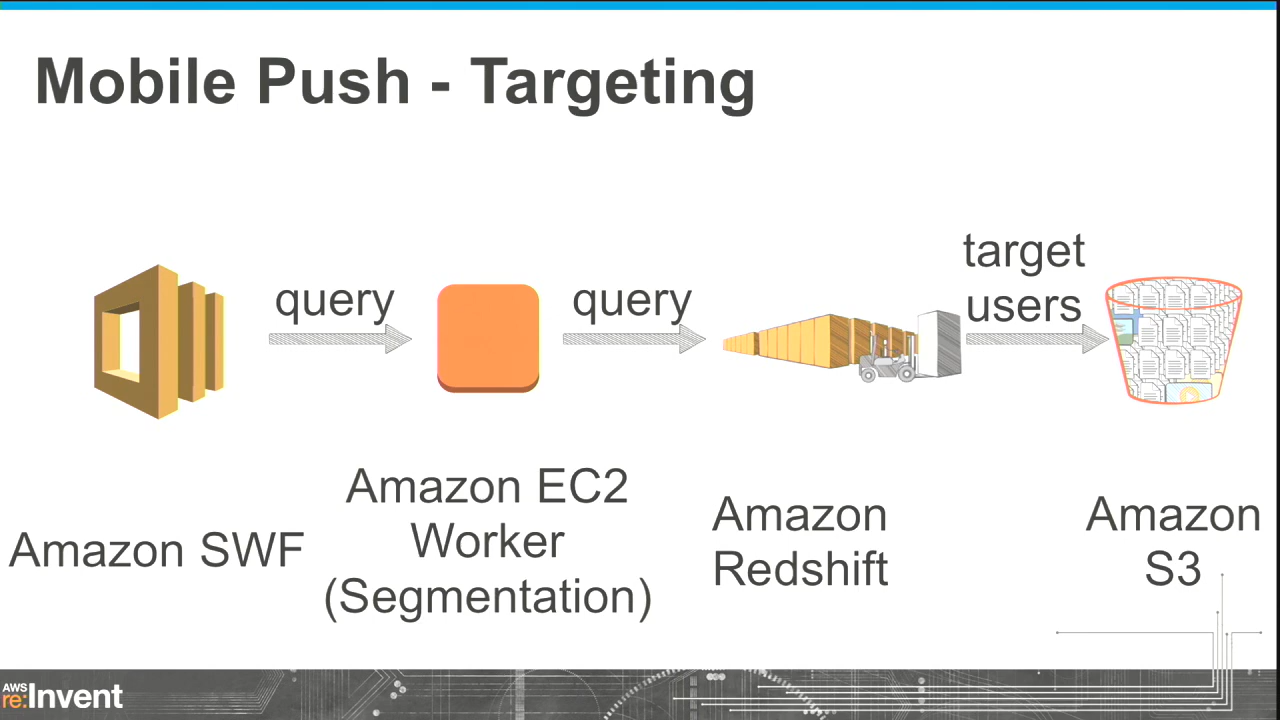 Mobile Push - Targeting
query
query
target
users
Amazon SWF
Amazon EC2
Worker
(Segmentation)
Amazon
Redshift
Amazon
S3
AWS
re:Invent